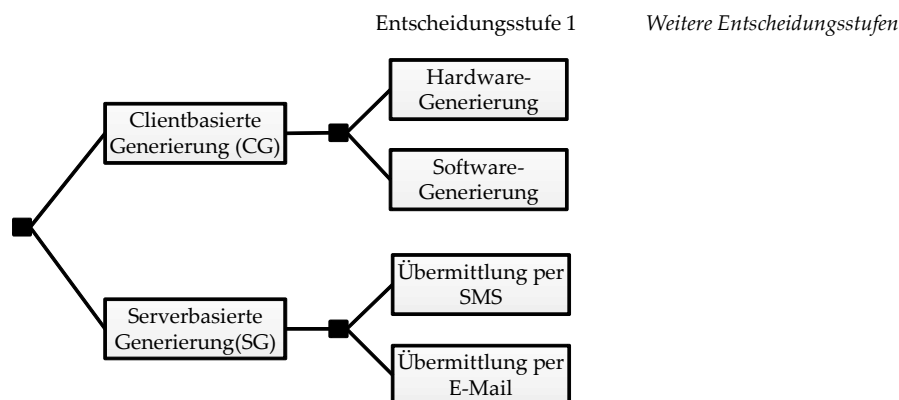 Entscheidungsstufe 1
Weitere Entscheidungsstufen
Hardware-
Generierung
Clientbasierte
Generierung (CG)
Software-
Generierung
Übermittlung per
SMS
Serverbasierte
Generierung(SG)
Übermittlung per
E-Mail